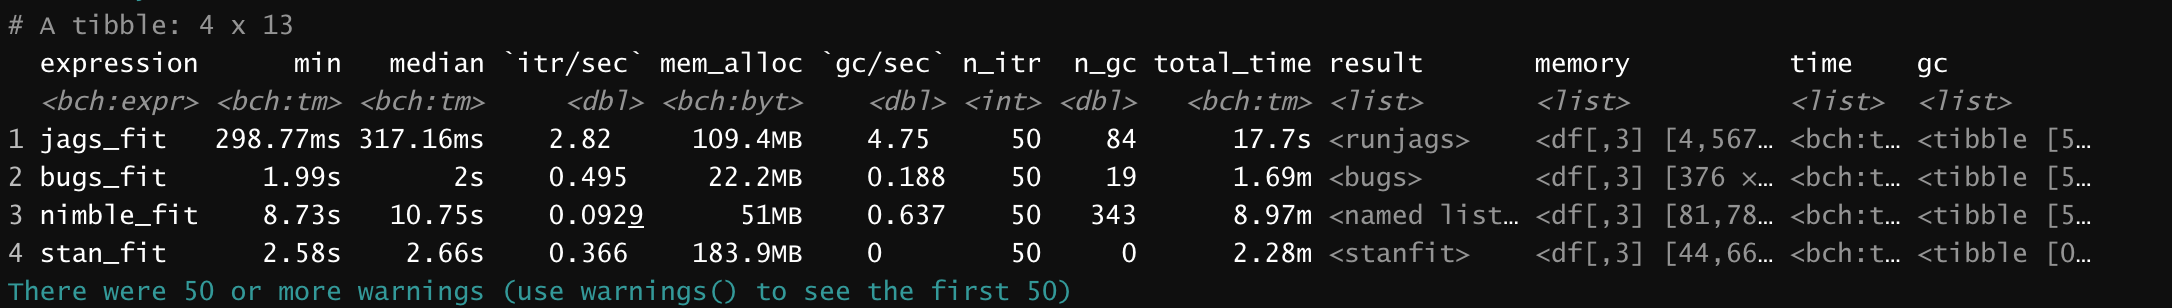 # A tibble: 4 x 13
expression min median `itr/sec` mem_alloc `gc/sec` n_itr n_gc total_time result memory time gc
<bch:expr> <bch:tm> <bch:tm> <dbl> <bch:byt> <dbl> <int> <dbl> <bch:tm> <list> <list> <list> <list>
1 jags_fit 298.77ms 317.16ms 2.82 109.4MB 4.75 50 84 17.7s <runjags> <df[,3] [4,567… <bch:t… <tibble [5…
2 bugs_fit 1.99s 2s 0.495 22.2MB 0.188 50 19 1.69m <bugs> <df[,3] [376 ×… <bch:t… <tibble [5…
3 nimble_fit 8.73s 10.75s 0.0929 51MB 0.637 50 343 8.97m <named list… <df[,3] [81,78… <bch:t… <tibble [5…
4 stan_fit 2.58s 2.66s 0.366 183.9MB 0 50 0 2.28m <stanfit> <df[,3] [44,66… <bch:t… <tibble [0…
There were 50 or more warnings (use warnings() to see the first 50)